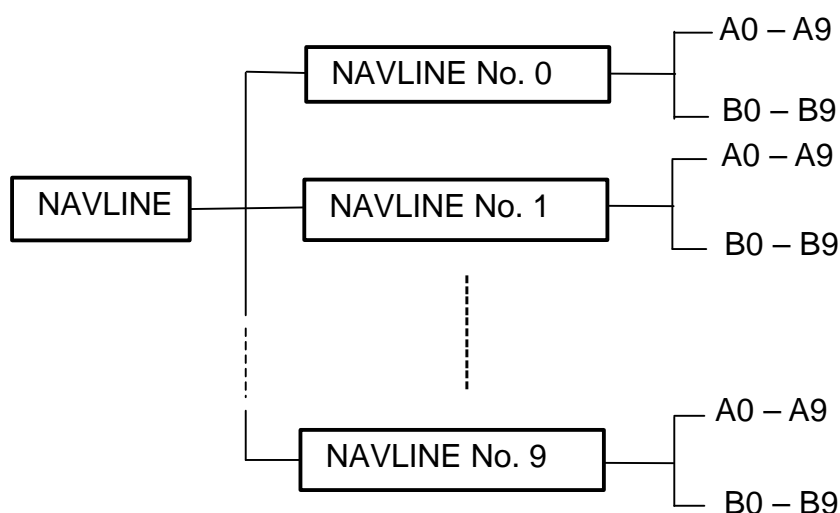 A0 – A9
NAVLINE No. 0
B0 – B9
A0 – A9
NAVLINE
NAVLINE No. 1
B0 – B9
A0 – A9
NAVLINE No. 9
B0 – B9